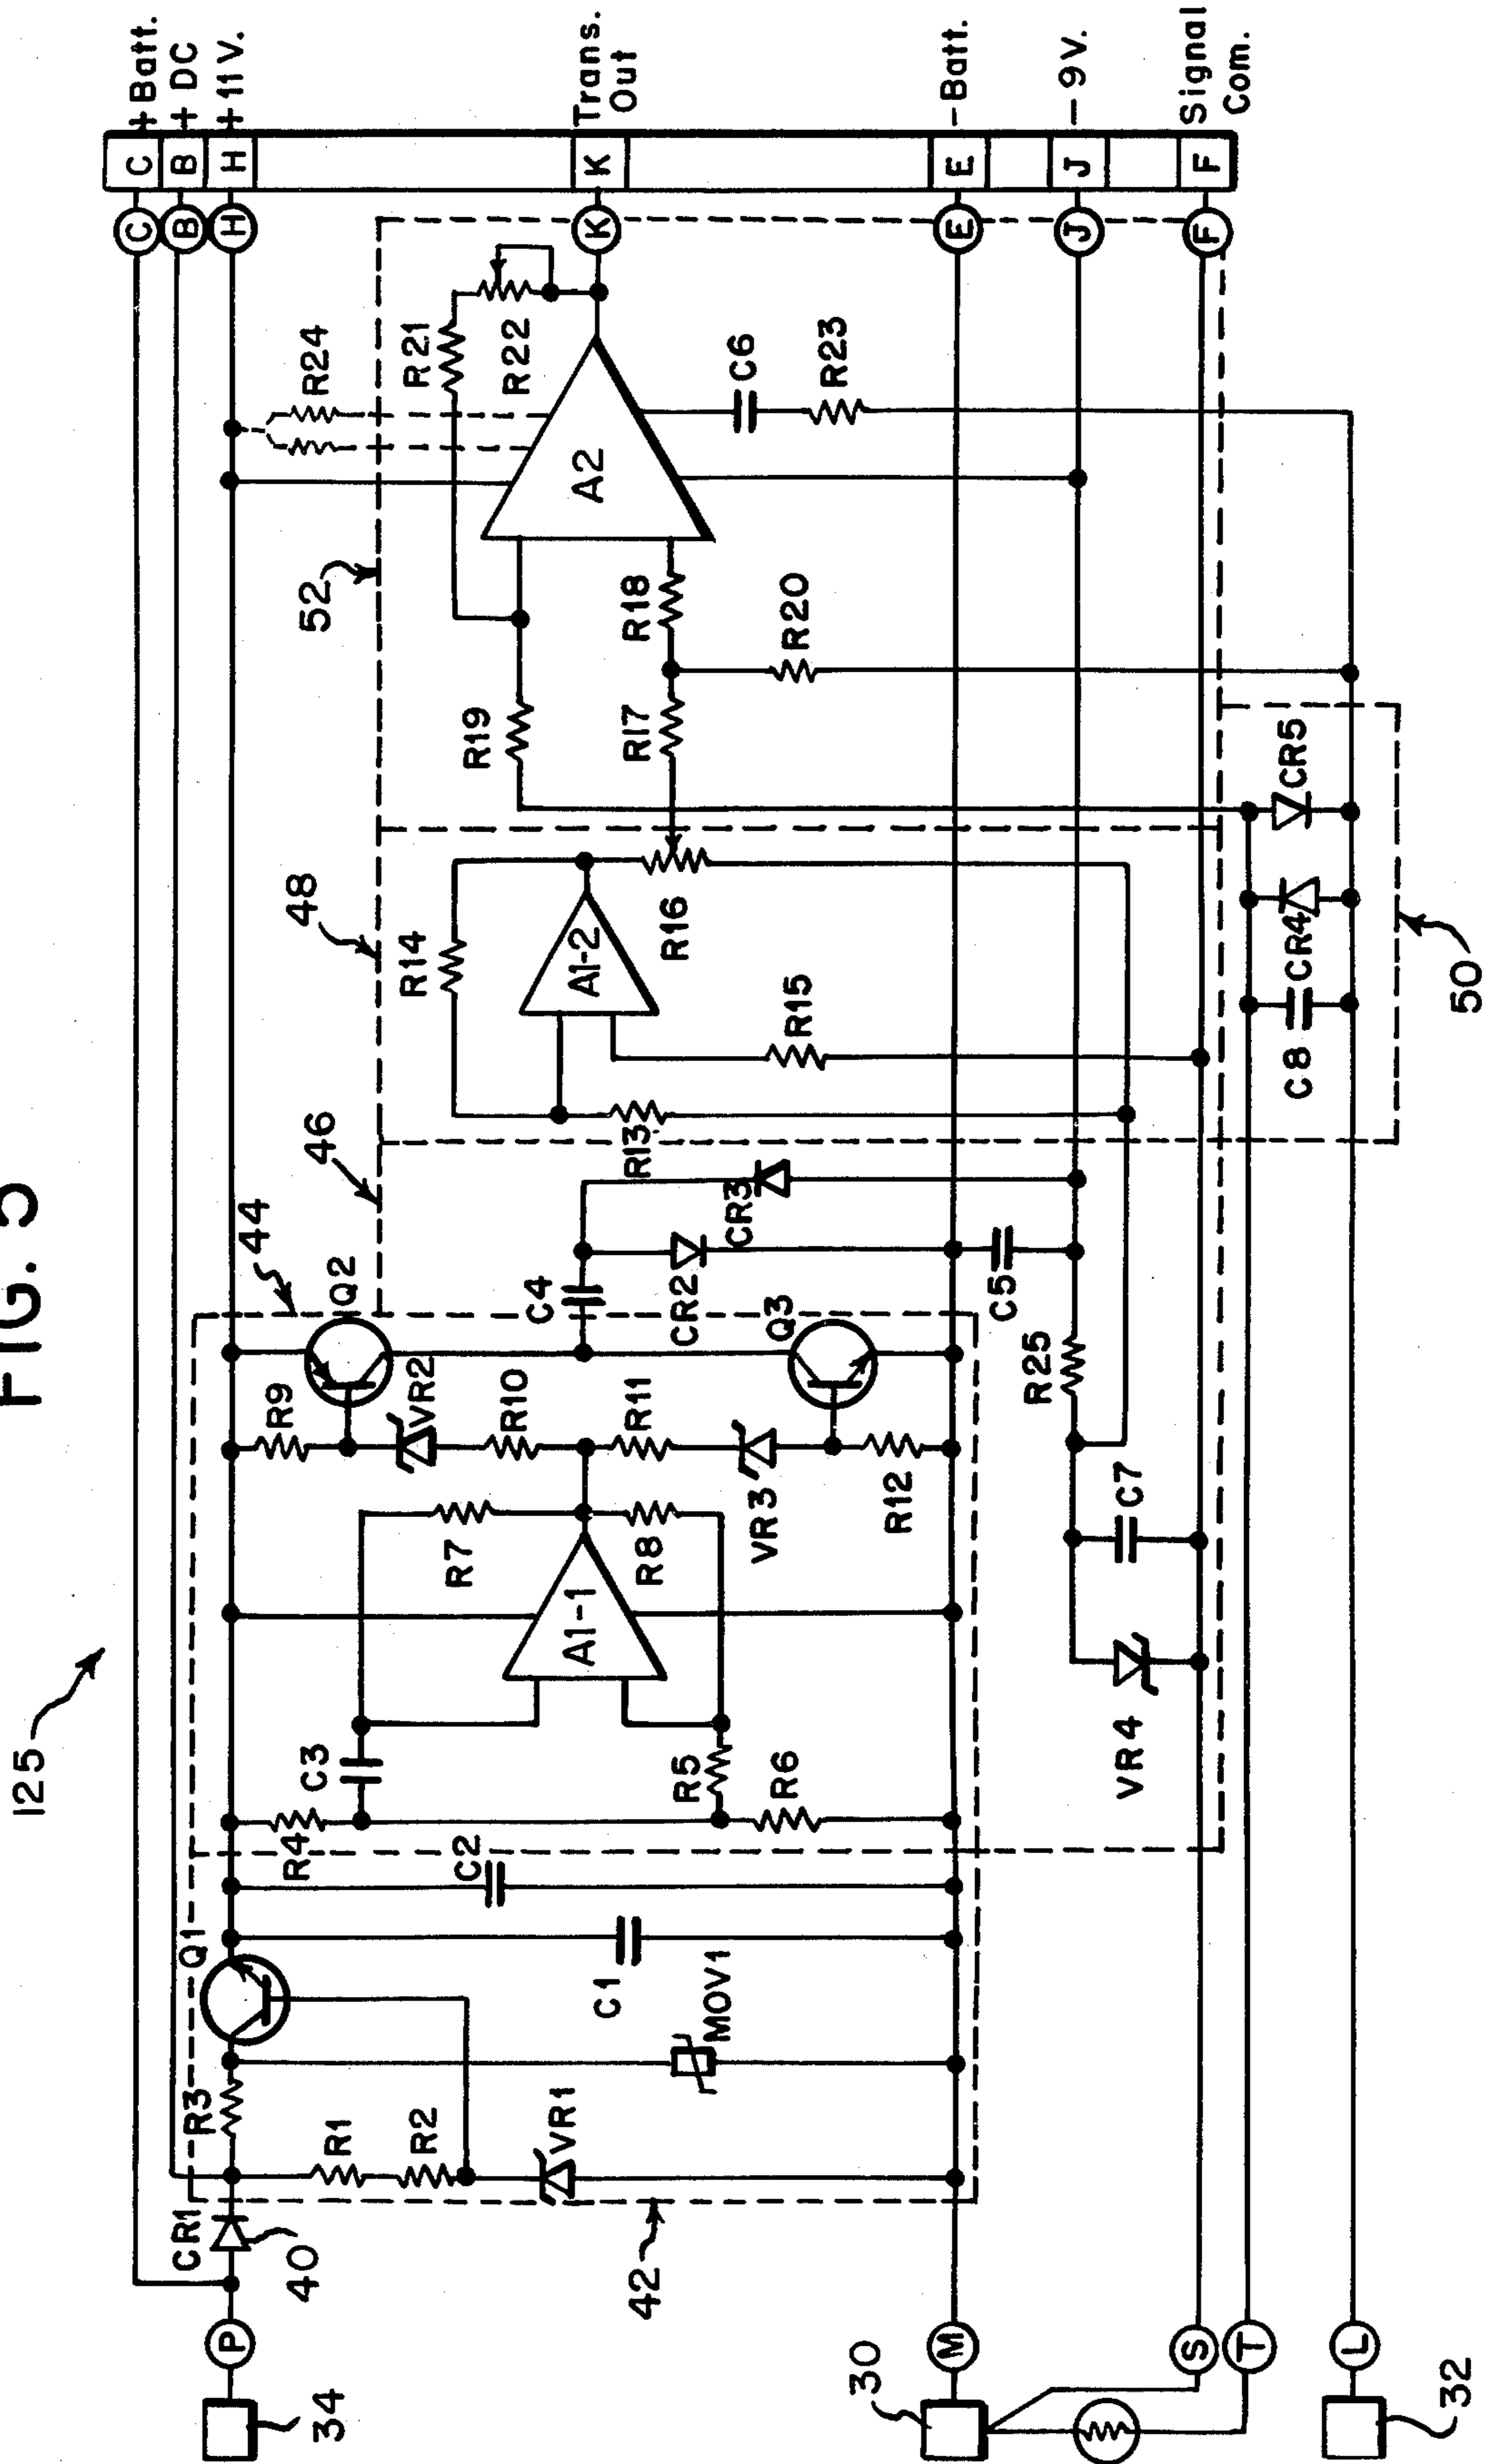 FIG. 5
125
C + Batt.
B + DC
H + 11V.
C B H
K
Trans.
Out
K
E
-Batt.
E
J
-9V.
J
F
Signal
Com.
F
44
46
48
52
42
50
40
34
30
32
P
M
S
T
L
CR1
R3
Q1
R1
R2
VR1
MOV1
C1
C2
R4
C3
R5
R6
A1-1
R7
R8
R9
Q2
VR2
R10
R11
VR3
Q3
R12
C4
CR2
CR3
C5
R25
C7
VR4
R13
R14
A1-2
R15
R16
R17
R18
R19
R20
A2
R21
R22
R24
C6
R23
C8
CR4
CR5